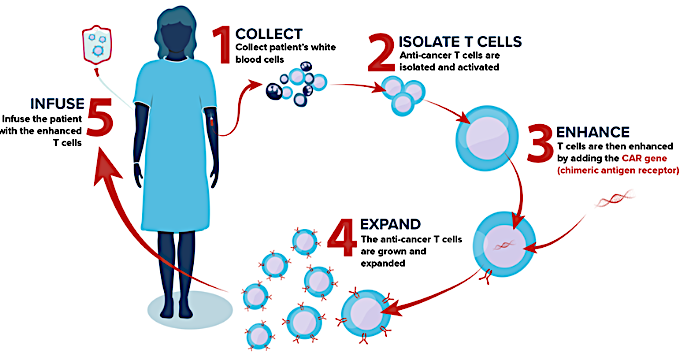 1 COLLECT
Collect patient's white
blood cells
2 ISOLATE T CELLS
Anti-cancer T cells are
isolated and activated
3 ENHANCE
T cells are then enhanced
by adding the CAR gene
(chimeric antigen receptor)
4 EXPAND
The anti-cancer T cells
are grown and
expanded
INFUSE 5
Infuse the patient
with the enhanced
T cells